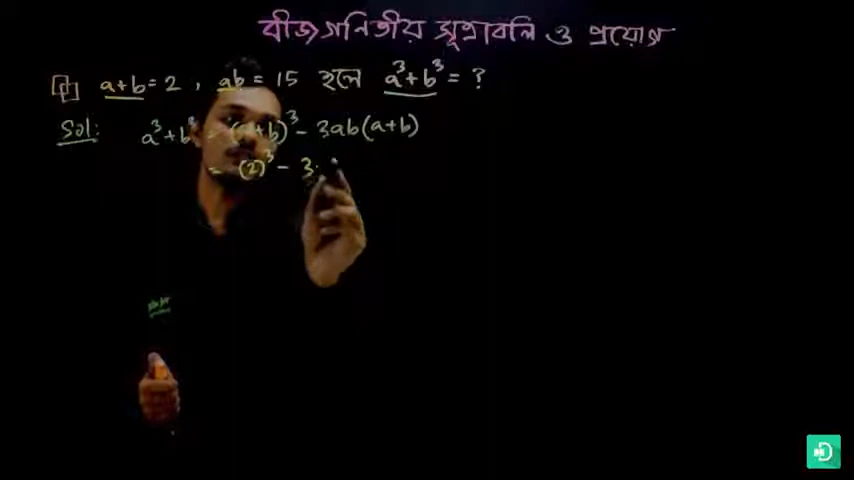 বীজগনিতীয় সূত্রাবলি ও প্রয়োগ
a+b=2 , ab = 15 হলে a³+b³ = ?
Sol: a³+b³ = (a+b)³ - 3ab(a+b)
= (2)³ - 3.